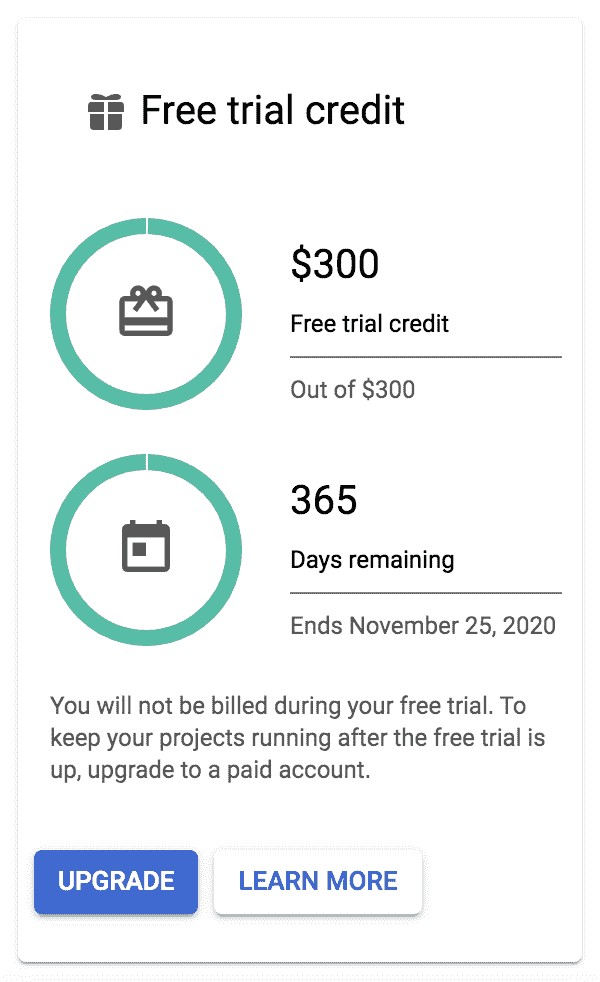 Free trial credit
$300
Free trial credit
Out of $300
365
Days remaining
Ends November 25, 2020
You will not be billed during your free trial. To
keep your projects running after the free trial is
up, upgrade to a paid account.
UPGRADE
LEARN MORE